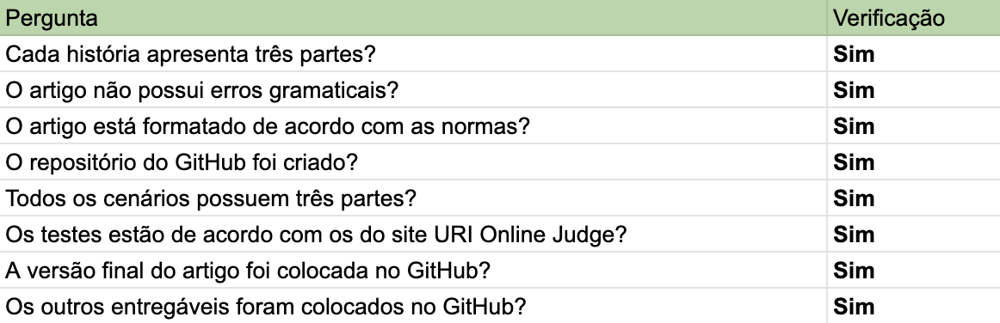 Pergunta Verificação
Cada história apresenta três partes? Sim
O artigo não possui erros gramaticais? Sim
O artigo está formatado de acordo com as normas? Sim
O repositório do GitHub foi criado? Sim
Todos os cenários possuem três partes? Sim
Os testes estão de acordo com os do site URI Online Judge? Sim
A versão final do artigo foi colocada no GitHub? Sim
Os outros entregáveis foram colocados no GitHub? Sim